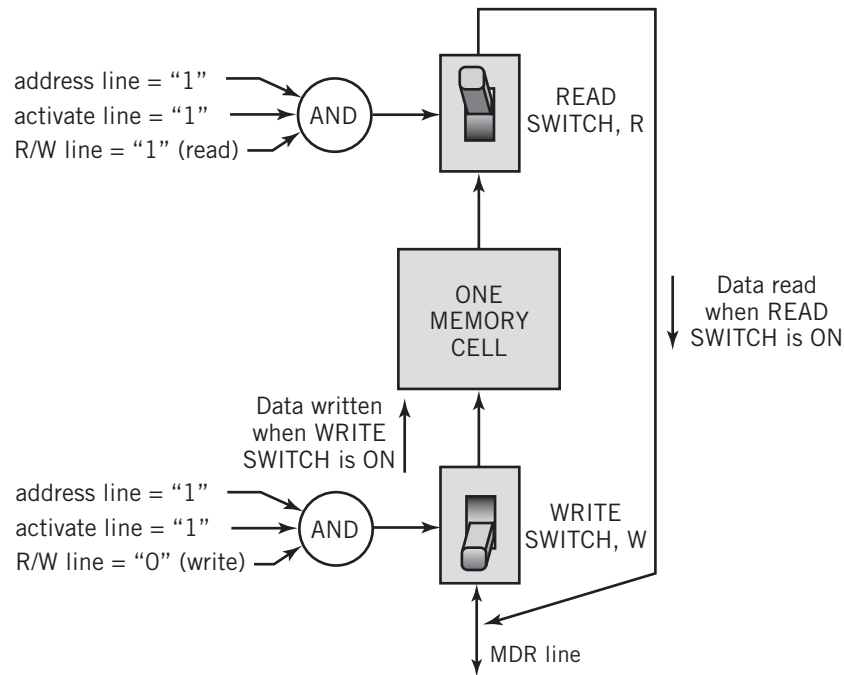 address line = “1”
activate line = “1”
R/W line = “1” (read)
AND
READ
SWITCH, R
ONE
MEMORY
CELL
Data read
when READ
SWITCH is ON
Data written
when WRITE
SWITCH is ON
address line = “1”
activate line = “1”
R/W line = “0” (write)
AND
WRITE
SWITCH, W
MDR line